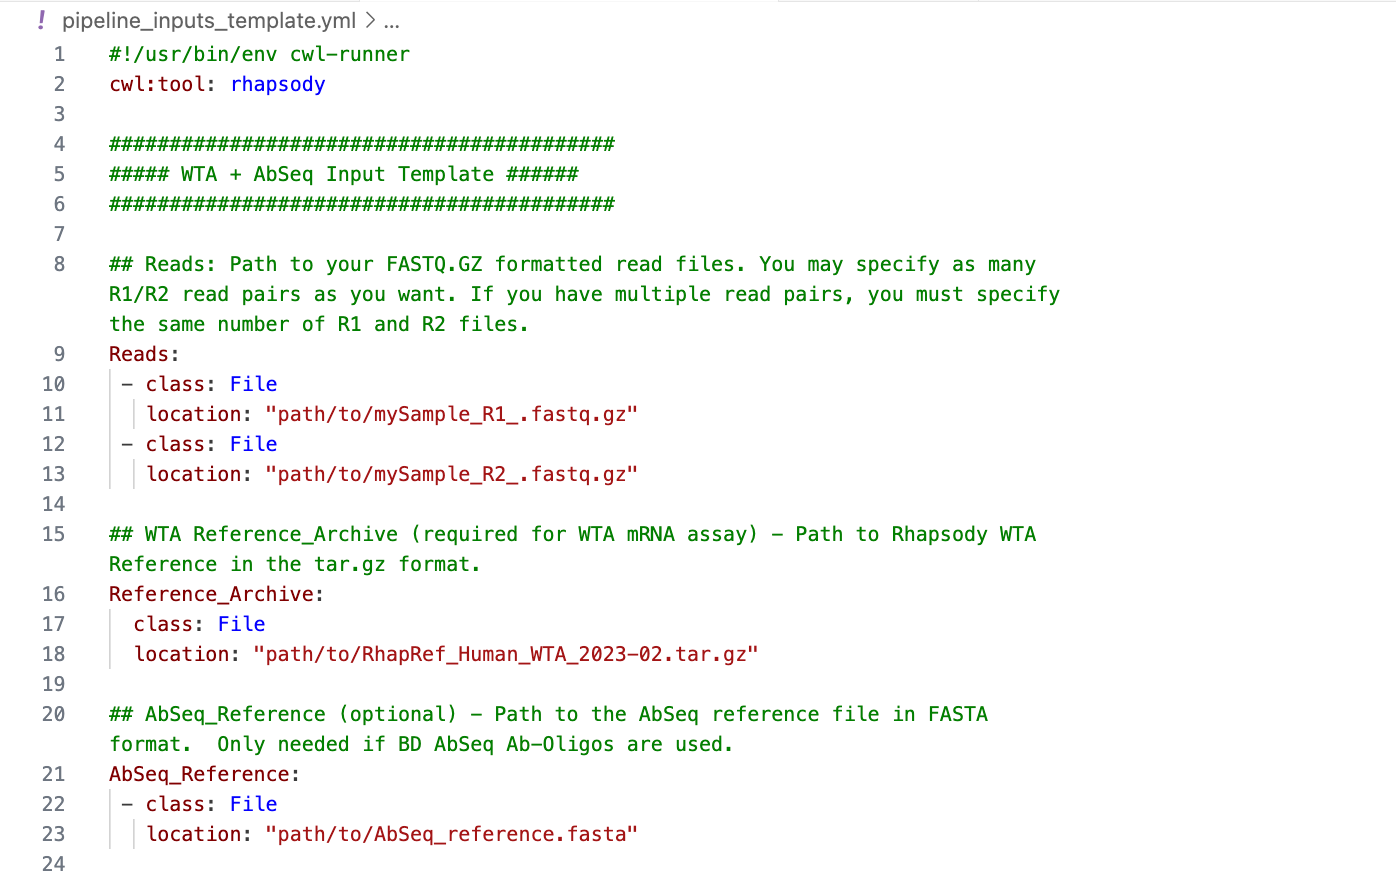 ! pipeline_inputs_template.yml > ...
1 #!/usr/bin/env cwl-runner
2 cwl:tool: rhapsody
3
4 ##########################################
5 ##### WTA + AbSeq Input Template ######
6 ##########################################
7
8 ## Reads: Path to your FASTQ.GZ formatted read files. You may specify as many
R1/R2 read pairs as you want. If you have multiple read pairs, you must specify
the same number of R1 and R2 files.
9 Reads:
10 - class: File
11 location: "path/to/mySample_R1_.fastq.gz"
12 - class: File
13 location: "path/to/mySample_R2_.fastq.gz"
14
15 ## WTA Reference_Archive (required for WTA mRNA assay) - Path to Rhapsody WTA
Reference in the tar.gz format.
16 Reference_Archive:
17 class: File
18 location: "path/to/RhapRef_Human_WTA_2023-02.tar.gz"
19
20 ## AbSeq_Reference (optional) - Path to the AbSeq reference file in FASTA
format.  Only needed if BD AbSeq Ab-Oligos are used.
21 AbSeq_Reference:
22 - class: File
23 location: "path/to/AbSeq_reference.fasta"
24